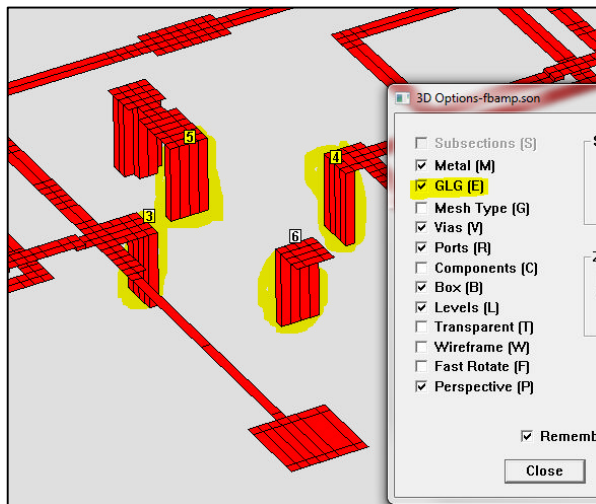 5
4
3
6
3D Options-fbamp.son
Subsections (S)
Metal (M)
GLG (E)
Mesh Type (G)
Vias (V)
Ports (R)
Components (C)
Box (B)
Levels (L)
Transparent (T)
Wireframe (W)
Fast Rotate (F)
Perspective (P)
S
Z
Rememb
Close